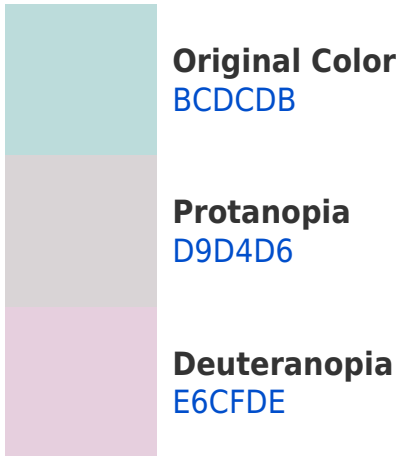 Original Color
BCDCDB
Protanopia
D9D4D6
Deuteranopia
E6CFDE